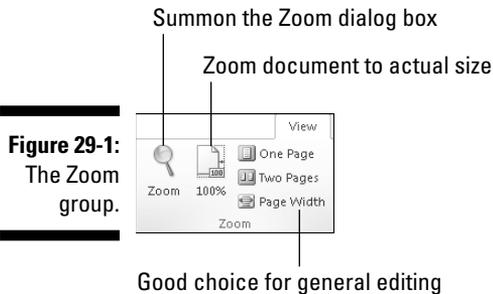 Summon the Zoom dialog box
Zoom document to actual size
Figure 29-1:
The Zoom
group.
View
One Page
Two Pages
Page Width
100
Zoom
100%
Zoom
Good choice for general editing